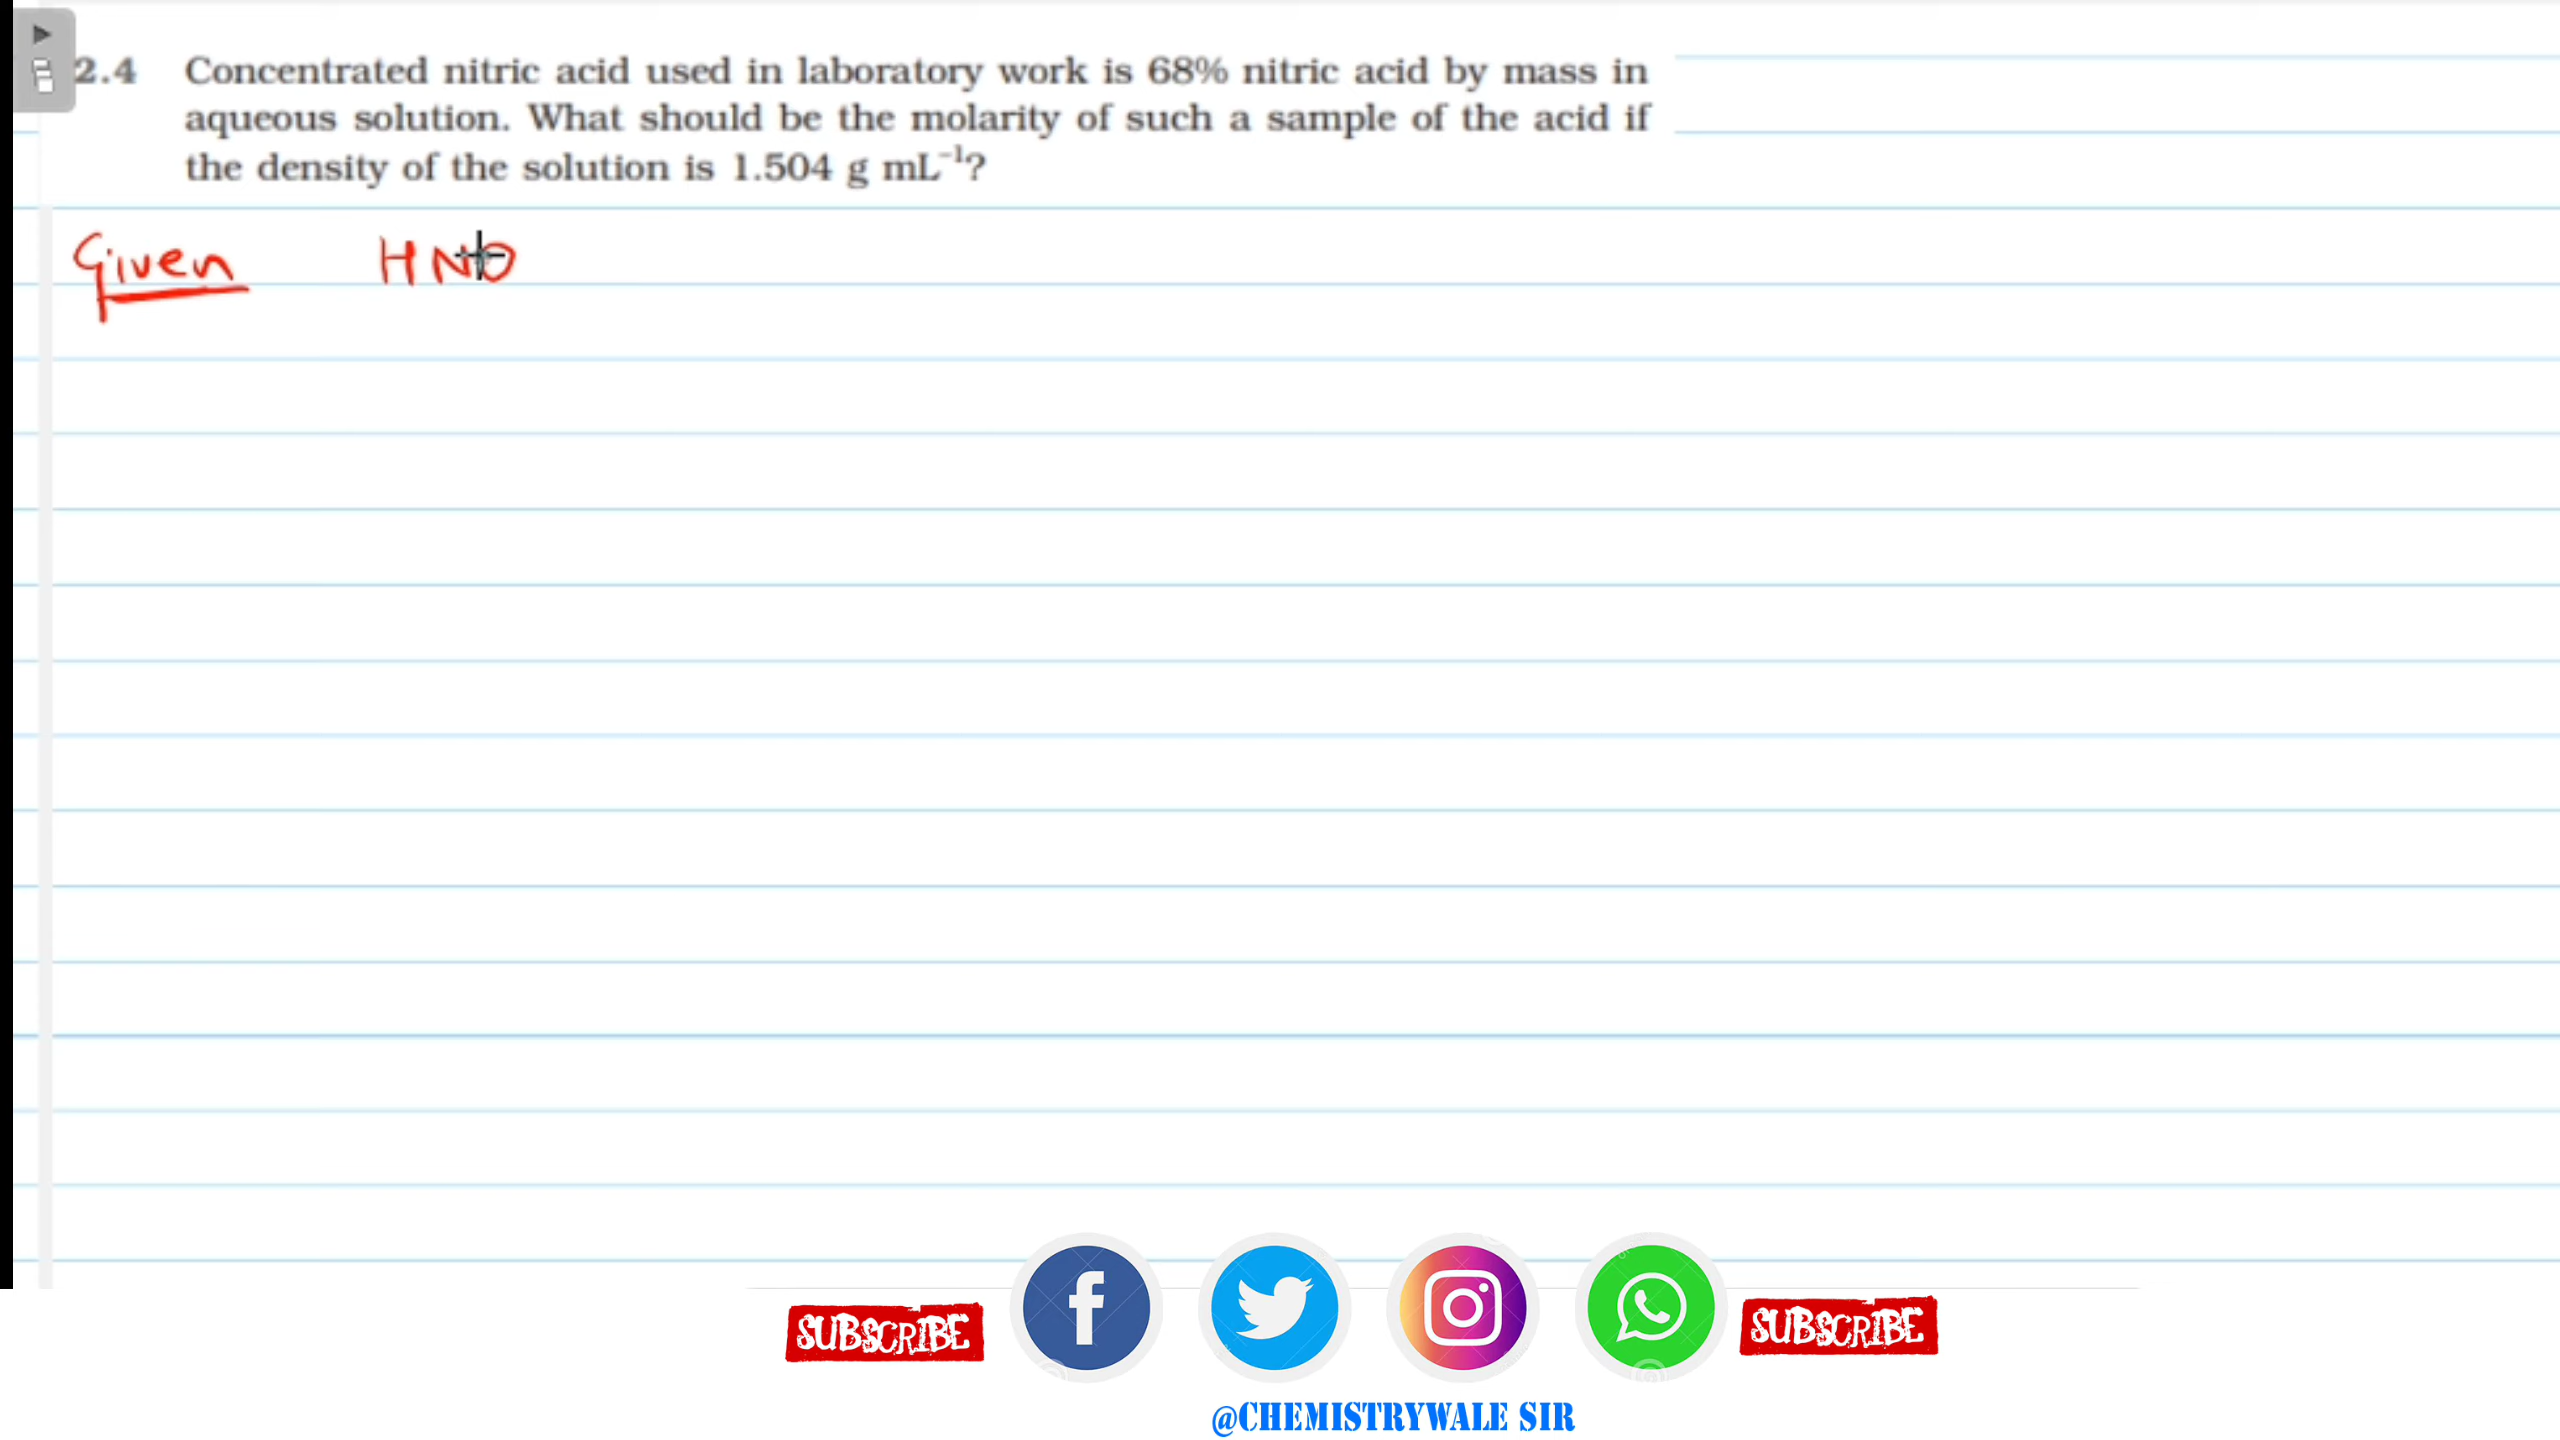 2.4 Concentrated nitric acid used in laboratory work is 68% nitric acid by mass in
aqueous solution. What should be the molarity of such a sample of the acid if
the density of the solution is 1.504 g mL⁻¹?
Given HNO
SUBSCRIBE SUBSCRIBE
@CHEMISTRYWALE SIR